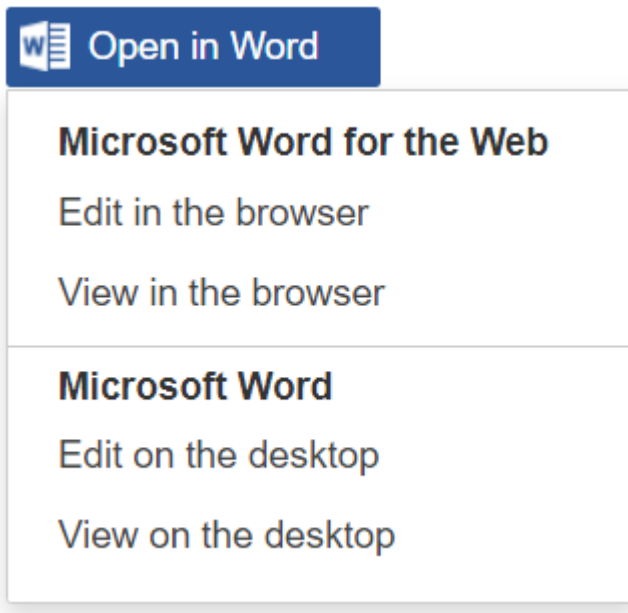 Open in Word
Microsoft Word for the Web
Edit in the browser
View in the browser
Microsoft Word
Edit on the desktop
View on the desktop